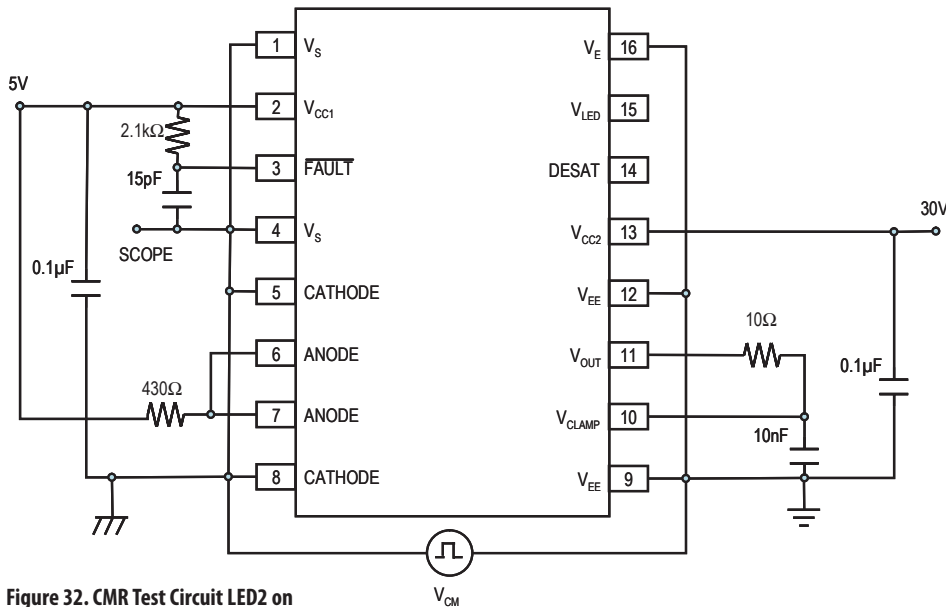 1 V_S
V_E 16
5V
2 V_CC1
V_LED 15
2.1kΩ
3 FAULT
DESAT 14
15pF
30V
4 V_S
V_CC2 13
SCOPE
0.1µF
5 CATHODE
V_EE 12
10Ω
6 ANODE
V_OUT 11
0.1µF
430Ω
7 ANODE
V_CLAMP 10
10nF
8 CATHODE
V_EE 9
V_CM
Figure 32. CMR Test Circuit LED2 on